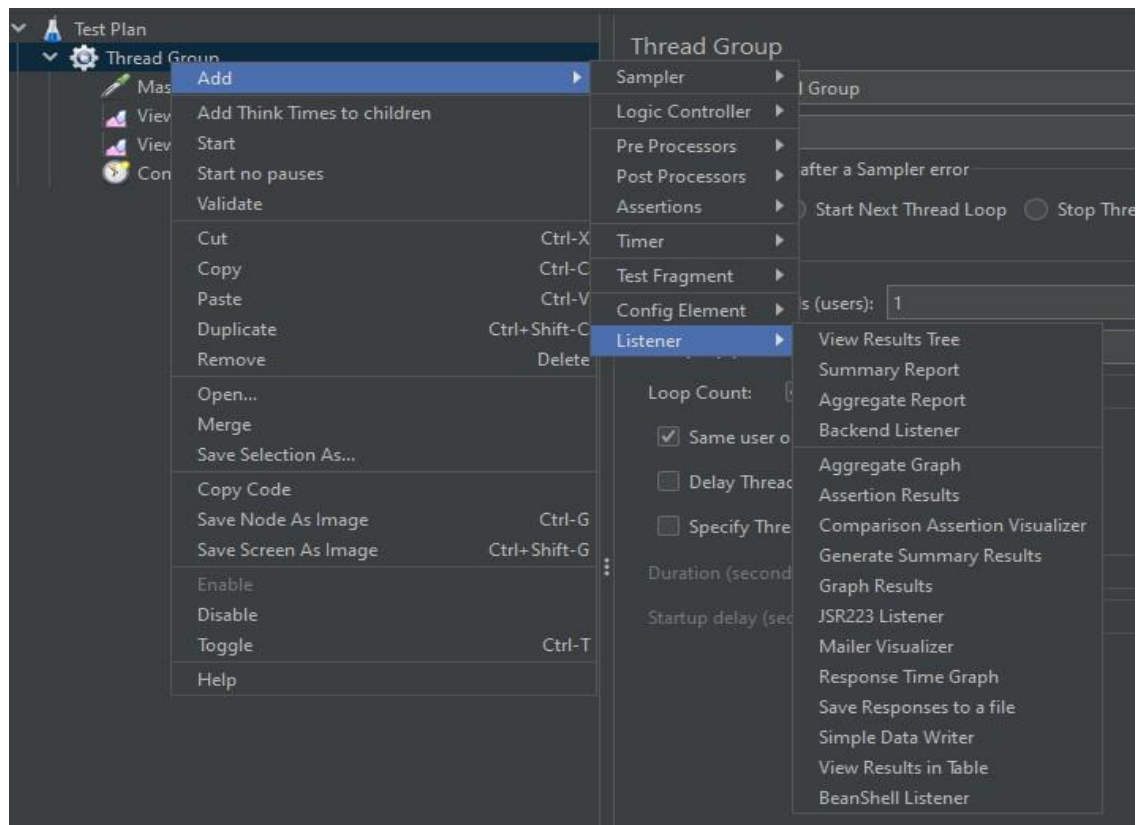 Test Plan
Thread Group
Mas
View
View
Con
Add
Add Think Times to children
Start
Start no pauses
Validate
Cut Ctrl-X
Copy Ctrl-C
Paste Ctrl-V
Duplicate Ctrl+Shift-C
Remove Delete
Open...
Merge
Save Selection As...
Copy Code
Save Node As Image Ctrl-G
Save Screen As Image Ctrl+Shift-G
Enable
Disable
Toggle Ctrl-T
Help
Sampler
Logic Controller
Pre Processors
Post Processors
Assertions
Timer
Test Fragment
Config Element
Listener
View Results Tree
Summary Report
Aggregate Report
Backend Listener
Aggregate Graph
Assertion Results
Comparison Assertion Visualizer
Generate Summary Results
Graph Results
JSR223 Listener
Mailer Visualizer
Response Time Graph
Save Responses to a file
Simple Data Writer
View Results in Table
BeanShell Listener
Thread Group
Group
after a Sampler error
Start Next Thread Loop Stop Thre
s (users): 1
Loop Count:
Same user o
Delay Thread
Specify Thre
Duration (second
Startup delay (sec